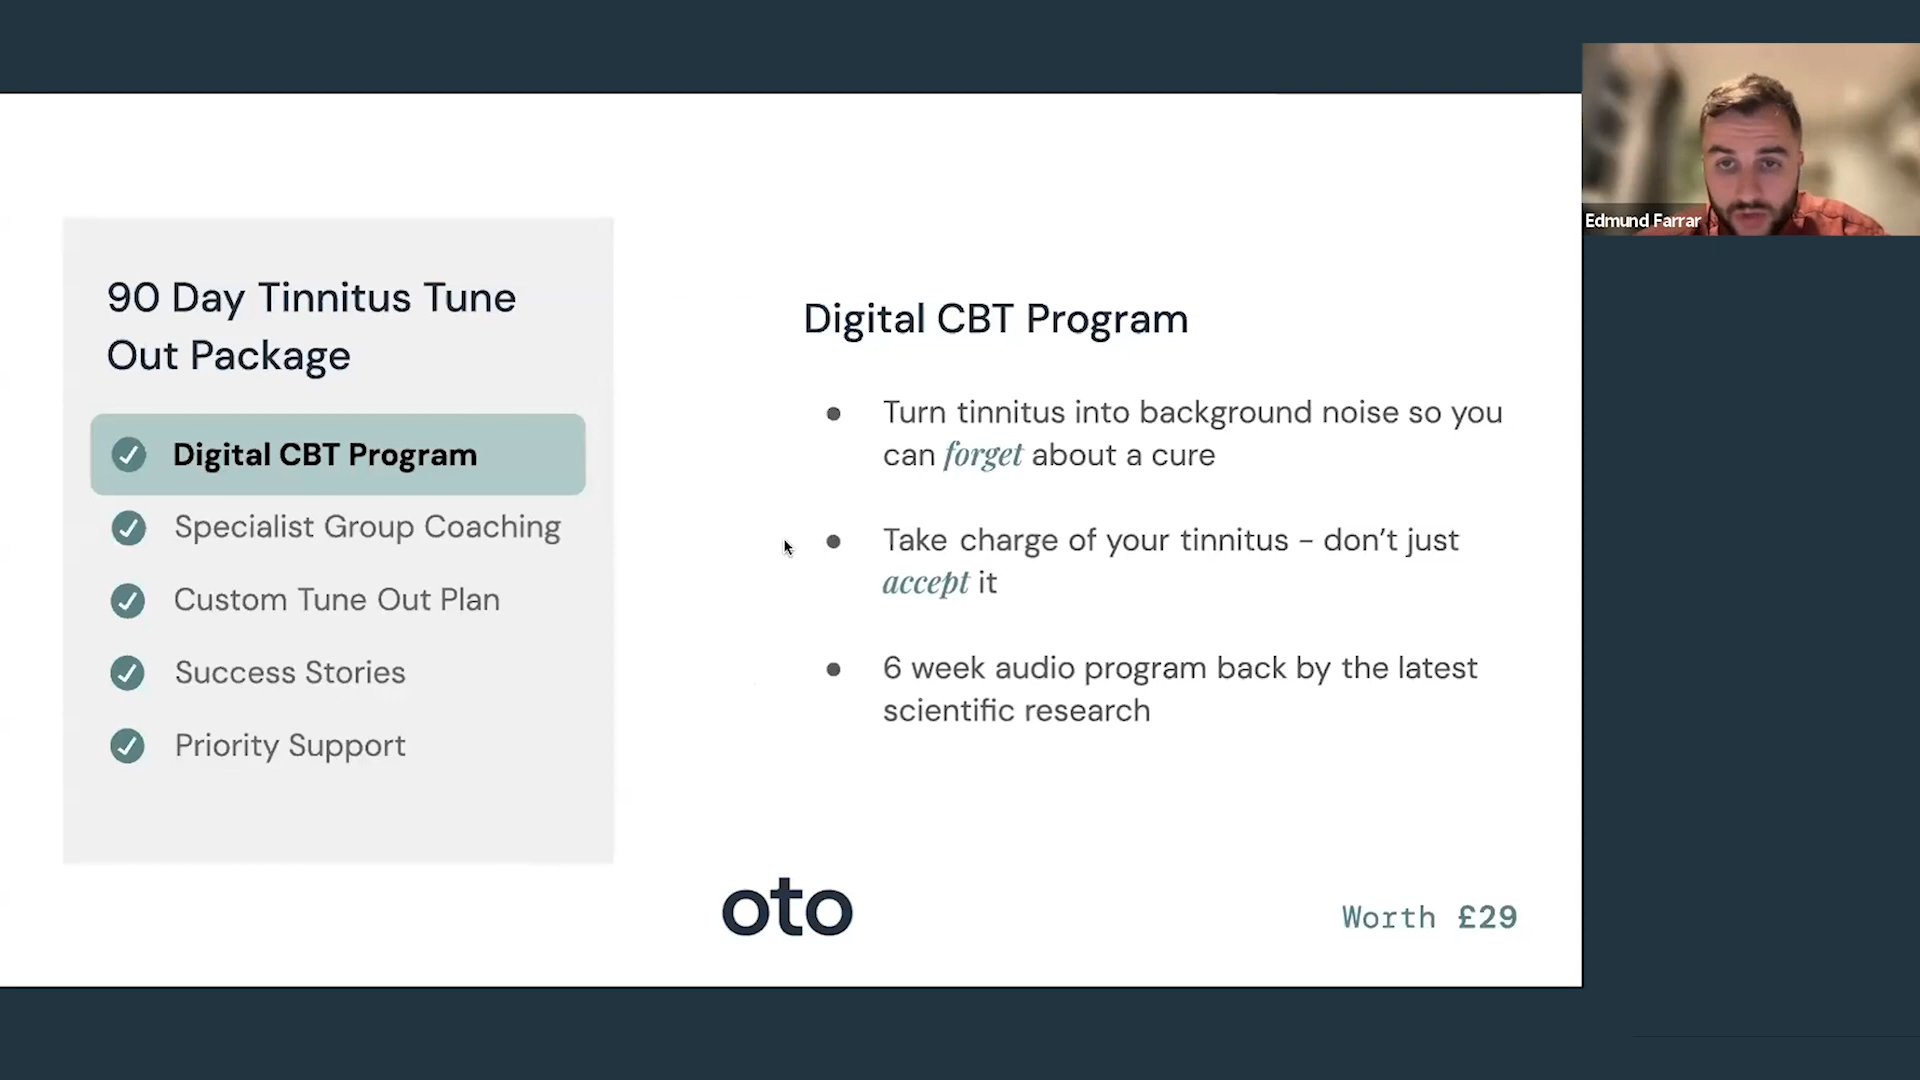 Edmund Farrar
90 Day Tinnitus Tune
Out Package
Digital CBT Program
Specialist Group Coaching
Custom Tune Out Plan
Success Stories
Priority Support
Digital CBT Program
● Turn tinnitus into background noise so you
can forget about a cure
● Take charge of your tinnitus - don't just
accept it
● 6 week audio program back by the latest
scientific research
oto
Worth £29